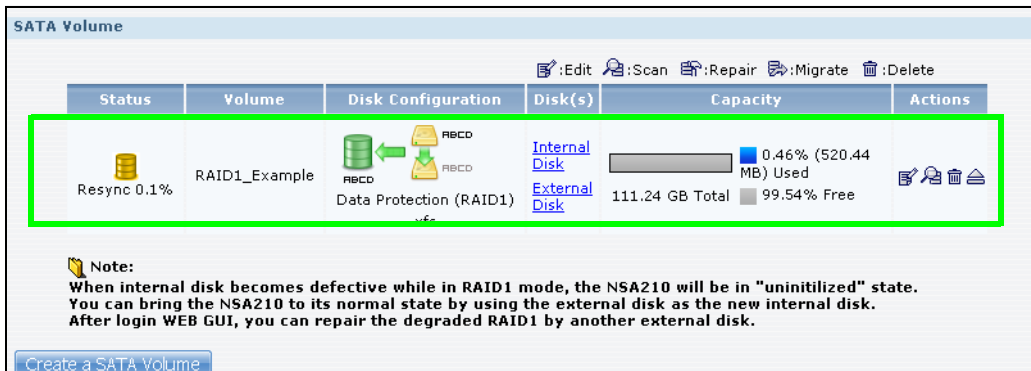 SATA Volume
:Edit :Scan :Repair :Migrate :Delete
Status Volume Disk Configuration Disk(s) Capacity Actions
Resync 0.1%
RAID1_Example
ABCD
ABCD
ABCD
Data Protection (RAID1)
xfs
Internal
Disk
External
Disk
111.24 GB Total
0.46% (520.44
MB) Used
99.54% Free
Note:
When internal disk becomes defective while in RAID1 mode, the NSA210 will be in "uninitilized" state.
You can bring the NSA210 to its normal state by using the external disk as the new internal disk.
After login WEB GUI, you can repair the degraded RAID1 by another external disk.
Create a SATA Volume